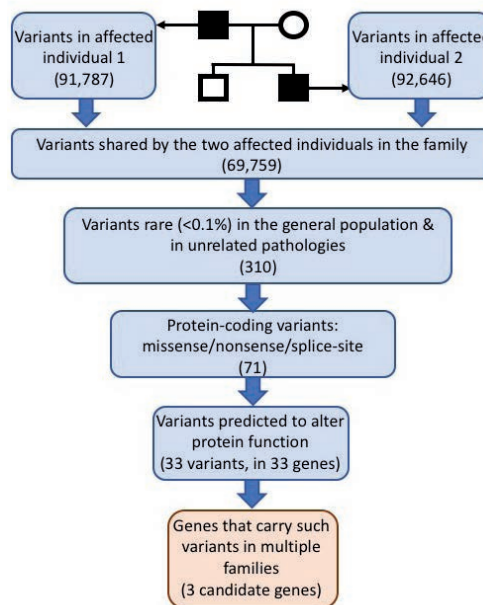 Variants in affected
individual 1
(91,787)
Variants in affected
individual 2
(92,646)
Variants shared by the two affected individuals in the family
(69,759)
Variants rare (<0.1%) in the general population &
in unrelated pathologies
(310)
Protein-coding variants:
missense/nonsense/splice-site
(71)
Variants predicted to alter
protein function
(33 variants, in 33 genes)
Genes that carry such
variants in multiple
families
(3 candidate genes)